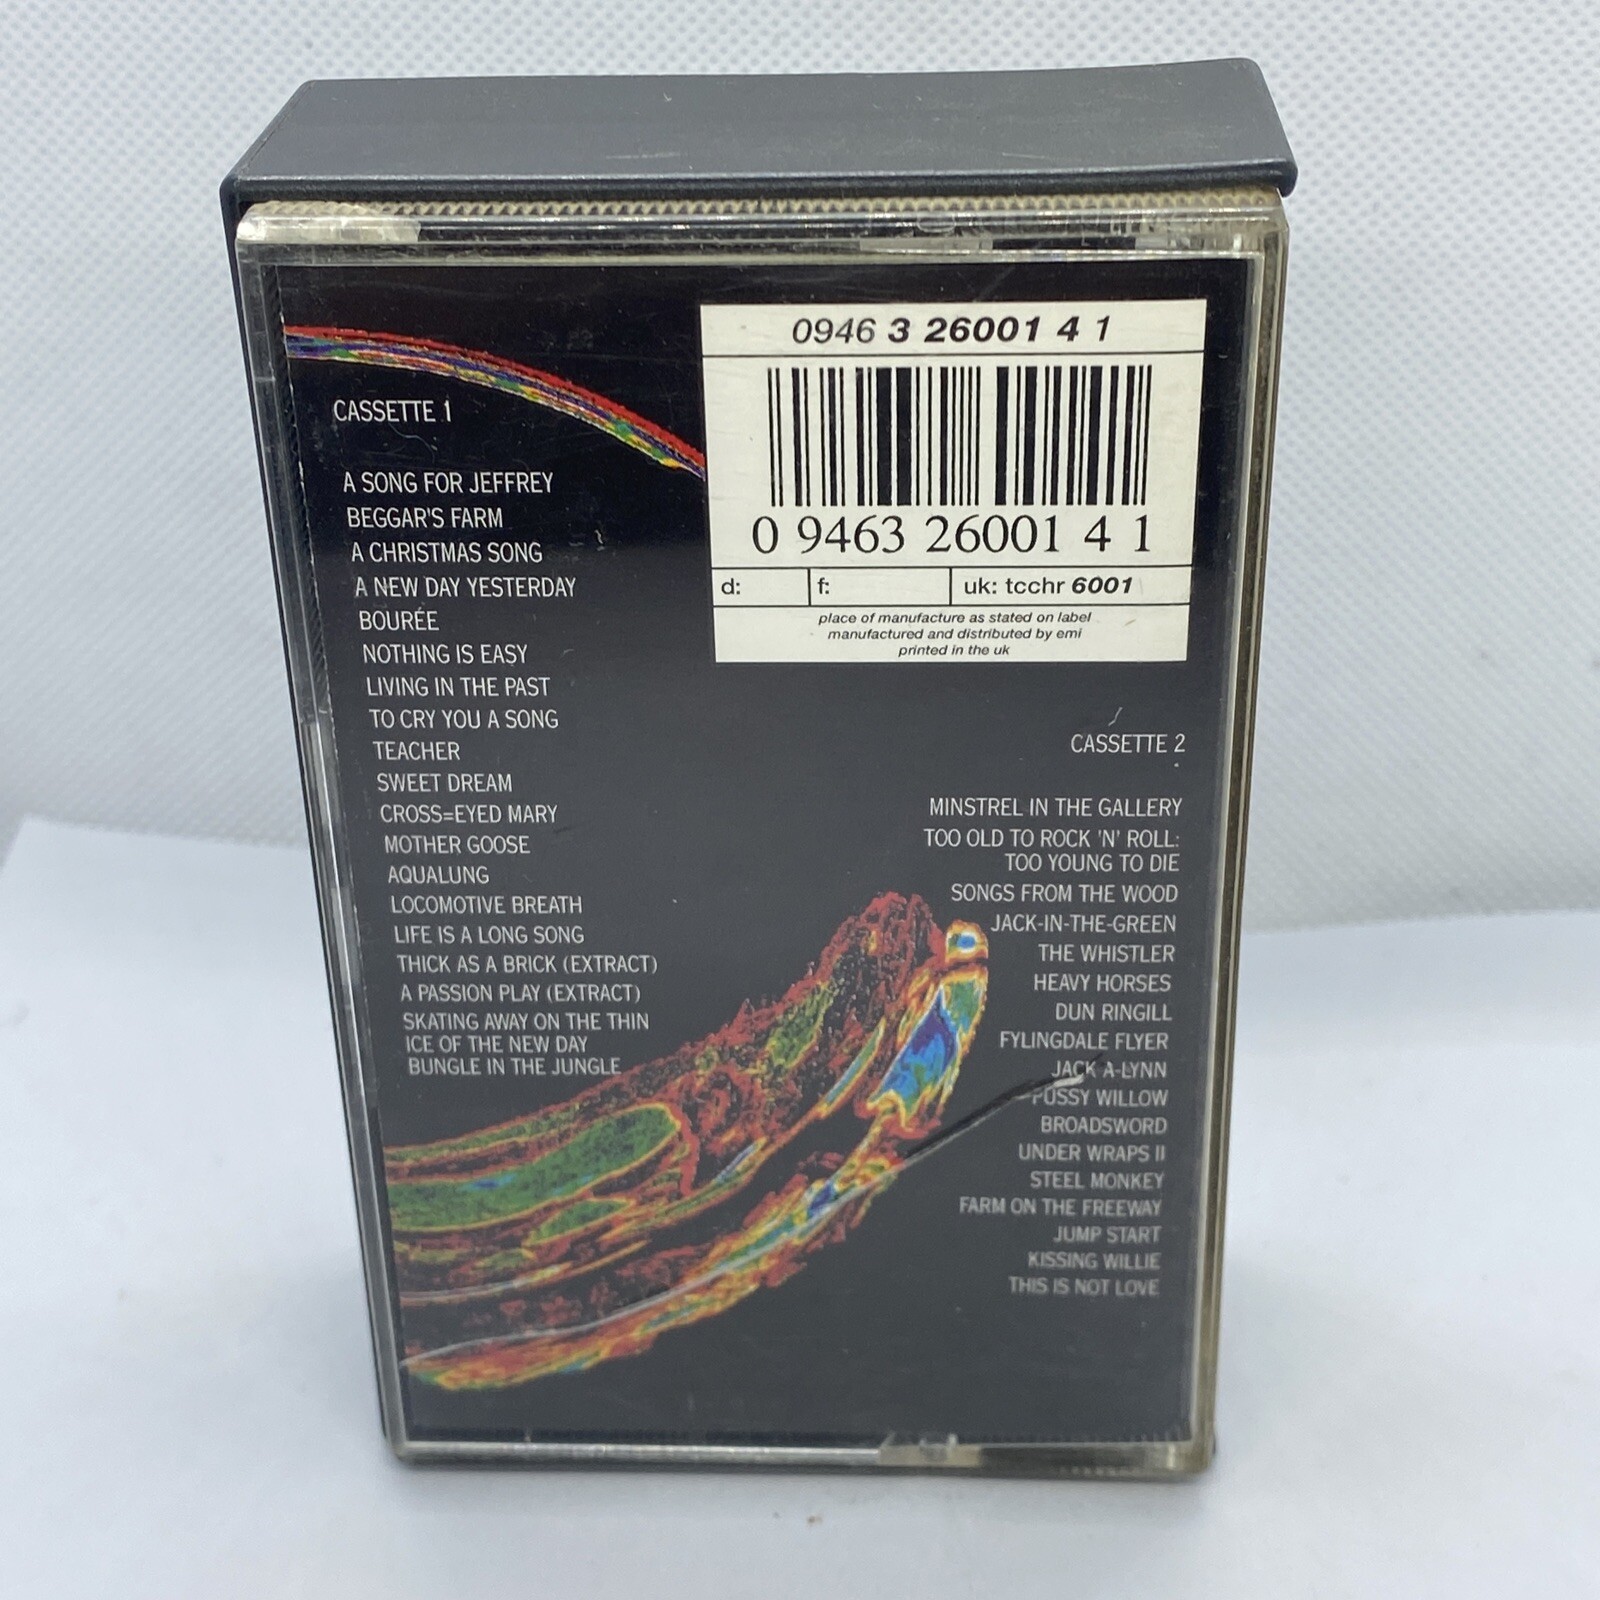 0946 3 26001 4 1
0 9463 26001 4 1
d:
f:
uk: tcchr 6001
place of manufacture as stated on label
manufactured and distributed by emi
printed in the uk
CASSETTE 1
A SONG FOR JEFFREY
BEGGAR'S FARM
A CHRISTMAS SONG
A NEW DAY YESTERDAY
BOURÉE
NOTHING IS EASY
LIVING IN THE PAST
TO CRY YOU A SONG
TEACHER
SWEET DREAM
CROSS=EYED MARY
MOTHER GOOSE
AQUALUNG
LOCOMOTIVE BREATH
LIFE IS A LONG SONG
THICK AS A BRICK (EXTRACT)
A PASSION PLAY (EXTRACT)
SKATING AWAY ON THE THIN
ICE OF THE NEW DAY
BUNGLE IN THE JUNGLE
CASSETTE 2
MINSTREL IN THE GALLERY
TOO OLD TO ROCK 'N' ROLL:
TOO YOUNG TO DIE
SONGS FROM THE WOOD
JACK-IN-THE-GREEN
THE WHISTLER
HEAVY HORSES
DUN RINGILL
FYLINGDALE FLYER
JACK A-LYNN
PUSSY WILLOW
BROADSWORD
UNDER WRAPS II
STEEL MONKEY
FARM ON THE FREEWAY
JUMP START
KISSING WILLIE
THIS IS NOT LOVE